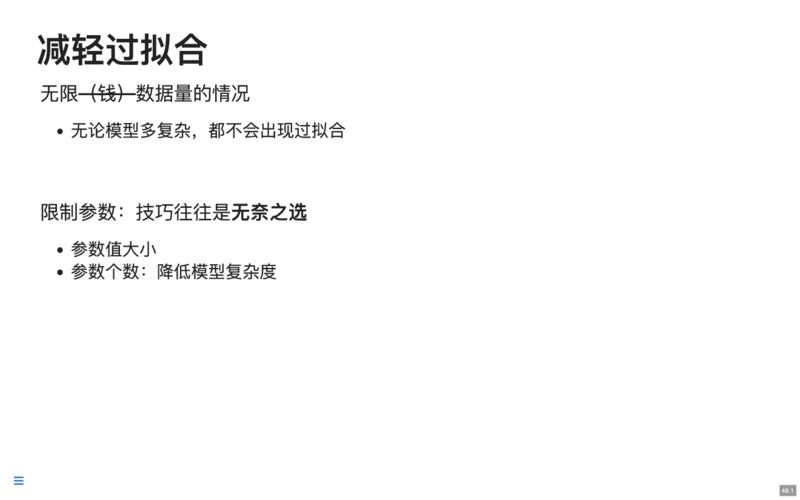 减轻过拟合
无限（钱）数据量的情况
无论模型多复杂，都不会出现过拟合
限制参数：技巧往往是无奈之选
参数值大小
参数个数：降低模型复杂度
48.1